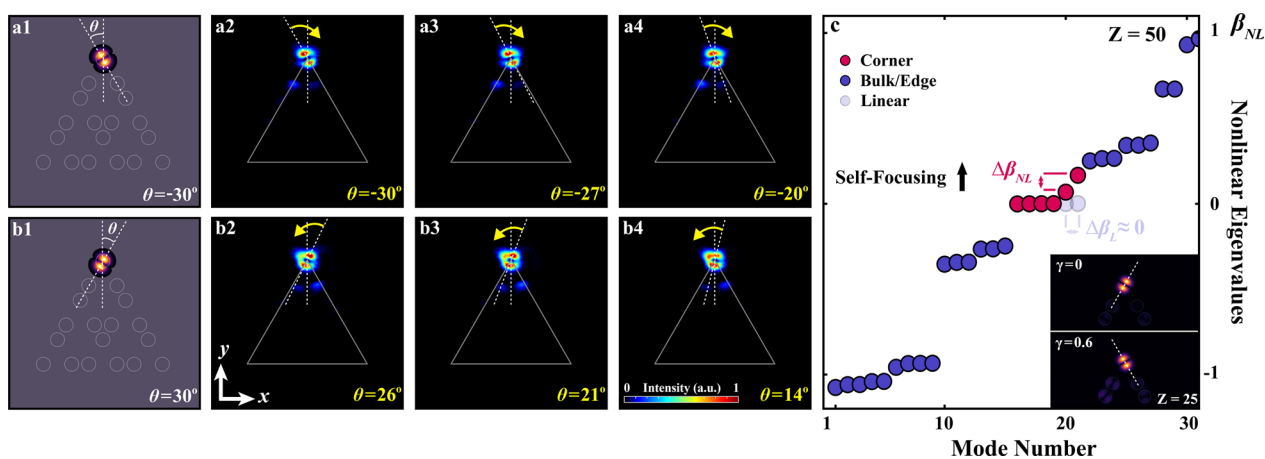 a1
θ
θ=-30°
a2
θ=-30°
a3
θ=-27°
a4
θ=-20°
b1
θ
θ=30°
b2
y
x
θ=26°
b3
θ=21°
b4
0 Intensity (a.u.) 1
θ=14°
c
Z = 50
Corner
Bulk/Edge
Linear
Self-Focusing
Δβ_NL
Δβ_L≈ 0
γ=0
γ=0.6
Z = 25
1
0
-1
β_NL
Nonlinear Eigenvalues
1
10
20
30
Mode Number